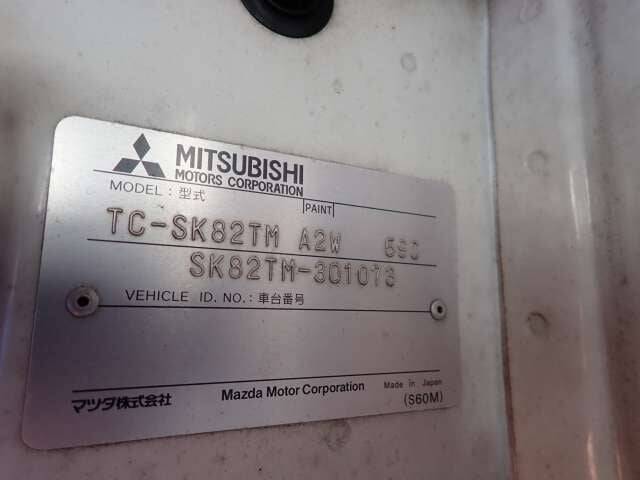 MITSUBISHI
MOTORS CORPORATION
MODEL : 型式 PAINT
TC-SK82TM A2W
SK82TM-301073
VEHICLE ID. NO. : 車台番号
マツダ株式会社 Mazda Motor Corporation Made in Japan
(S60M)